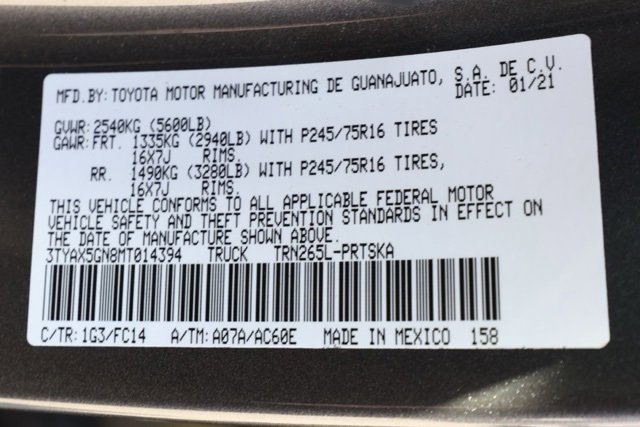 MFD.BY:TOYOTA MOTOR MANUFACTURING DE GUANAJUATO, S.A. DE C.V.
DATE: 01/21
GVWR:2540KG (5600LB)
GAWR:FRT. 1335KG (2940LB) WITH P245/75R16 TIRES
16X7J RIMS,
RR. 1490KG (3280LB) WITH P245/75R16 TIRES,
16X7J RIMS.
THIS VEHICLE CONFORMS TO ALL APPLICABLE FEDERAL MOTOR
VEHICLE SAFETY AND THEFT PREVENTION STANDARDS IN EFFECT ON
THE DATE OF MANUFACTURE SHOWN ABOVE.
3TYAX5GN8MT014394 TRUCK TRN265L-PRTSKA
C/TR:1G3/FC14 A/TM:A07A/AC60E MADE IN MEXICO 158